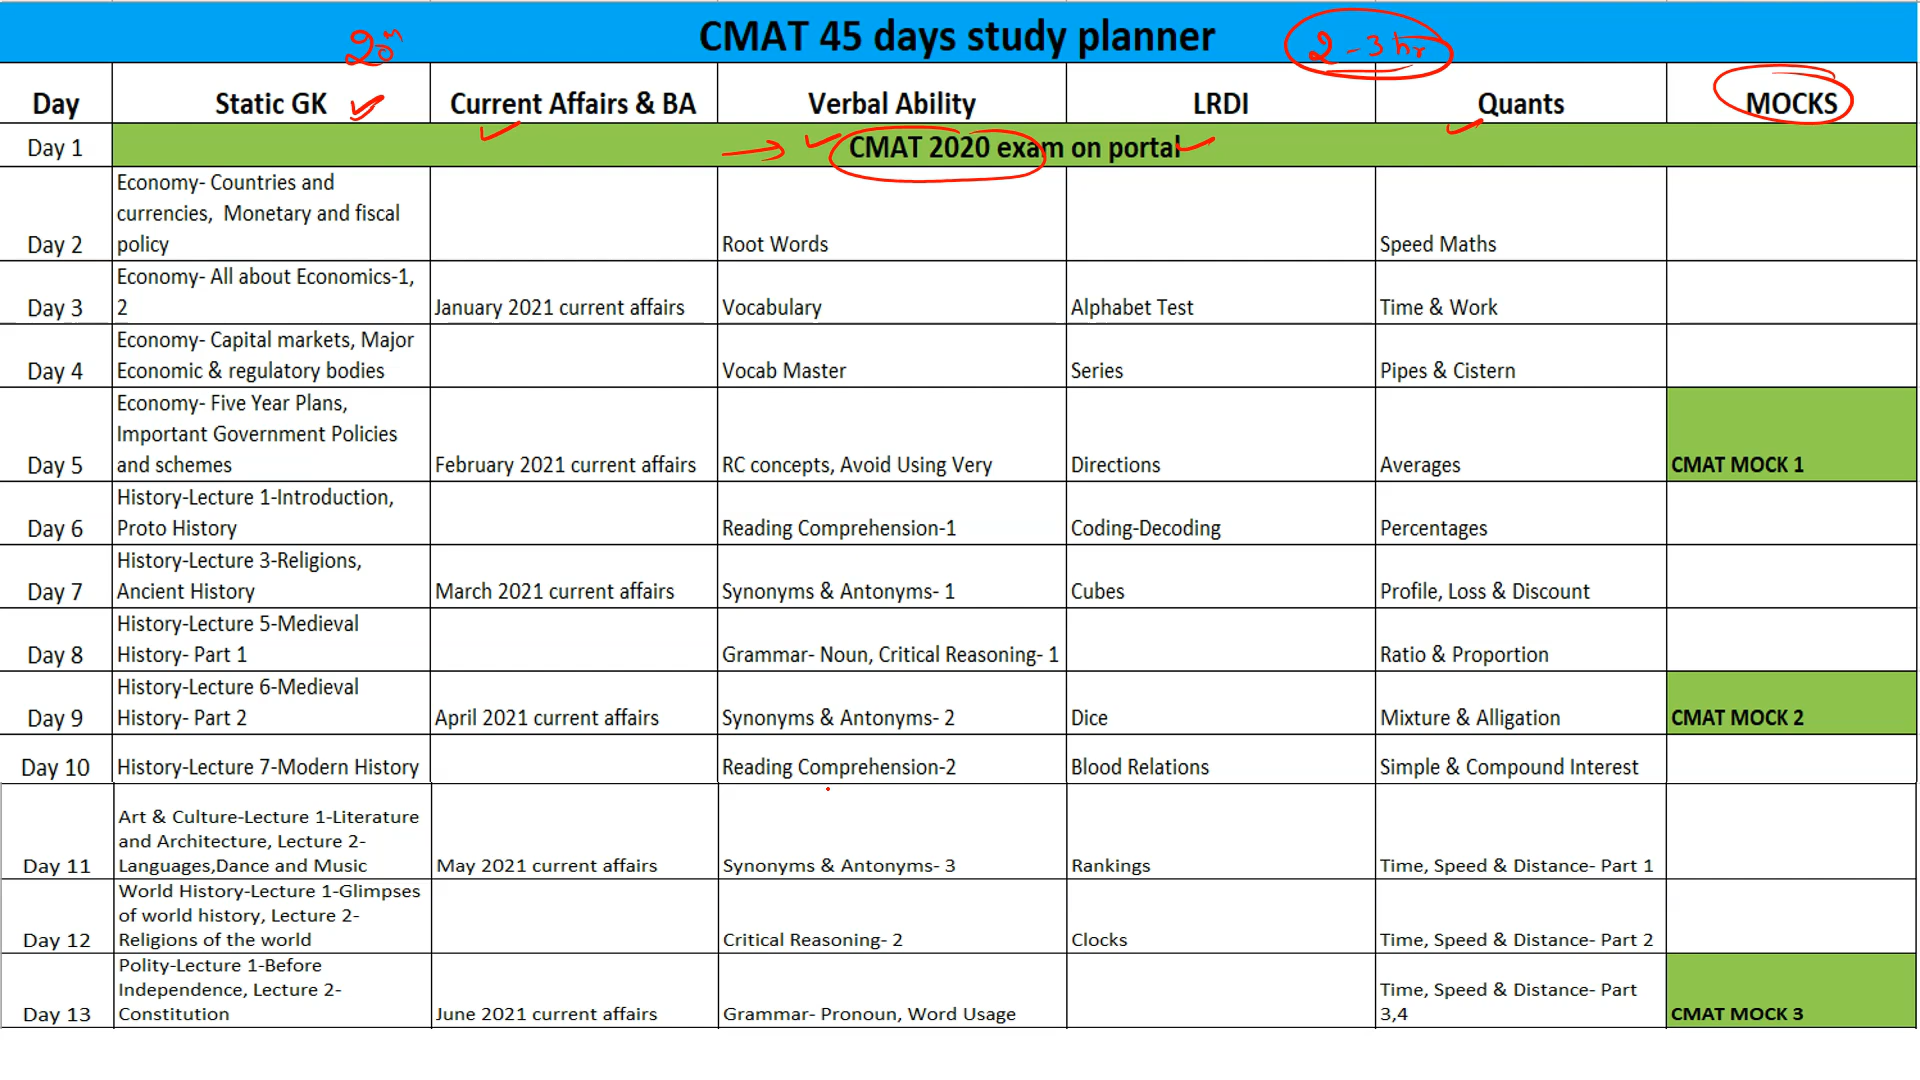 CMAT 45 days study planner
20m
2-3 hr
Day Static GK Current Affairs & BA Verbal Ability LRDI Quants MOCKS
Day 1 CMAT 2020 exam on portal
Economy- Countries and
currencies, Monetary and fiscal
Day 2 policy Root Words Speed Maths
Economy- All about Economics-1,
Day 3 2 January 2021 current affairs Vocabulary Alphabet Test Time & Work
Economy- Capital markets, Major
Day 4 Economic & regulatory bodies Vocab Master Series Pipes & Cistern
Economy- Five Year Plans,
Important Government Policies
Day 5 and schemes February 2021 current affairs RC concepts, Avoid Using Very Directions Averages CMAT MOCK 1
History-Lecture 1-Introduction,
Day 6 Proto History Reading Comprehension-1 Coding-Decoding Percentages
History-Lecture 3-Religions,
Day 7 Ancient History March 2021 current affairs Synonyms & Antonyms- 1 Cubes Profile, Loss & Discount
History-Lecture 5-Medieval
Day 8 History- Part 1 Grammar- Noun, Critical Reasoning- 1 Ratio & Proportion
History-Lecture 6-Medieval
Day 9 History- Part 2 April 2021 current affairs Synonyms & Antonyms- 2 Dice Mixture & Alligation CMAT MOCK 2
Day 10 History-Lecture 7-Modern History Reading Comprehension-2 Blood Relations Simple & Compound Interest
Art & Culture-Lecture 1-Literature
and Architecture, Lecture 2-
Day 11 Languages,Dance and Music May 2021 current affairs Synonyms & Antonyms- 3 Rankings Time, Speed & Distance- Part 1
World History-Lecture 1-Glimpses
of world history, Lecture 2-
Day 12 Religions of the world Critical Reasoning- 2 Clocks Time, Speed & Distance- Part 2
Polity-Lecture 1-Before
Independence, Lecture 2- Time, Speed & Distance- Part
Day 13 Constitution June 2021 current affairs Grammar- Pronoun, Word Usage 3,4 CMAT MOCK 3